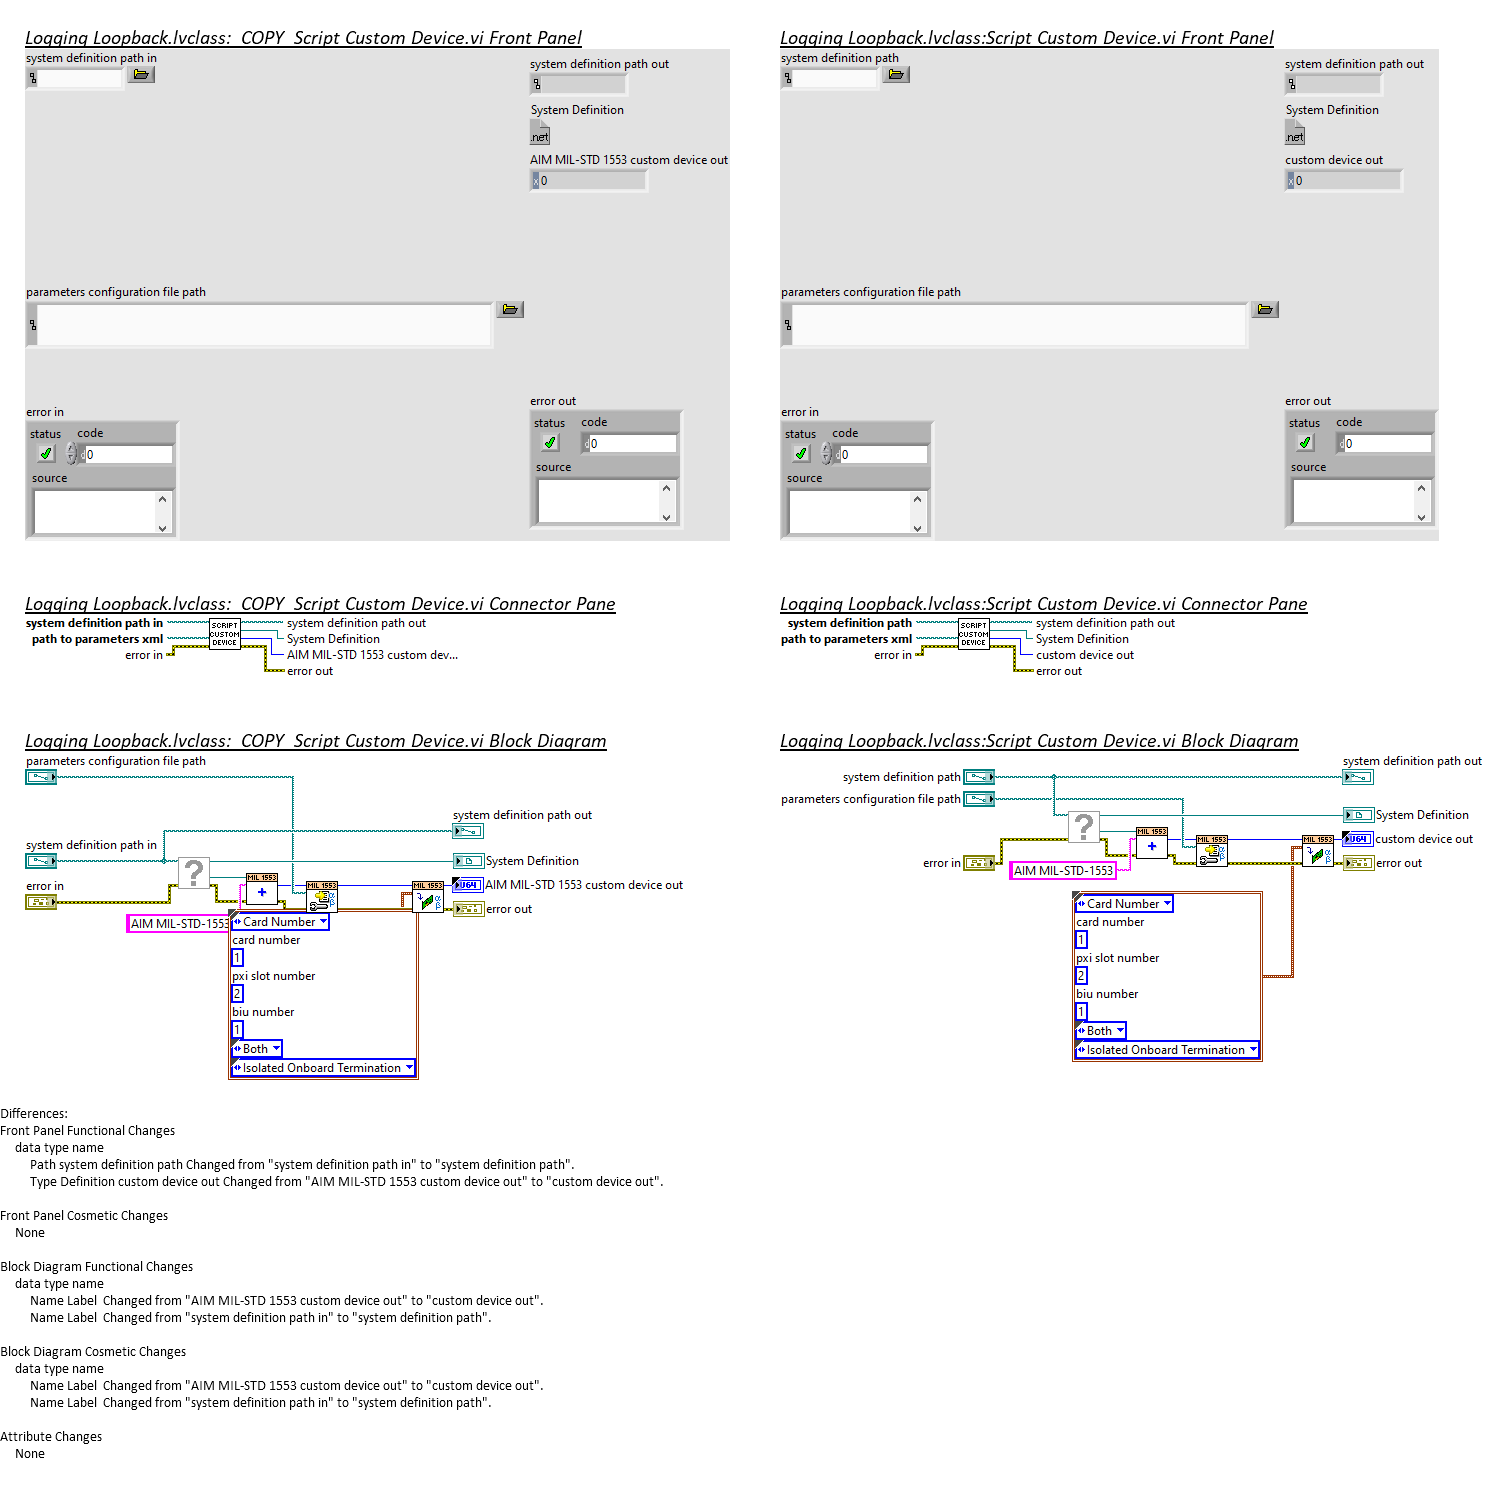 Logging Loopback.lvclass:_COPY_Script Custom Device.vi Front Panel
system definition path in
system definition path out
System Definition
.net
AIM MIL-STD 1553 custom device out
x 0
parameters configuration file path
error in
status
code
d 0
source
error out
status
code
d 0
source
Logging Loopback.lvclass:Script Custom Device.vi Front Panel
system definition path
system definition path out
System Definition
.net
custom device out
x 0
parameters configuration file path
error in
status
code
d 0
source
error out
status
code
d 0
source
Logging Loopback.lvclass:_COPY_Script Custom Device.vi Connector Pane
system definition path in
path to parameters xml
error in
SCRIPT
CUSTOM
DEVICE
system definition path out
System Definition
AIM MIL-STD 1553 custom dev...
error out
Logging Loopback.lvclass:Script Custom Device.vi Connector Pane
system definition path
path to parameters xml
error in
SCRIPT
CUSTOM
DEVICE
system definition path out
System Definition
custom device out
error out
Logging Loopback.lvclass:_COPY_Script Custom Device.vi Block Diagram
parameters configuration file path
system definition path out
system definition path in
?
System Definition
error in
MIL 1553
+
MIL 1553
αβ
MIL 1553
αβ
U64
AIM MIL-STD 1553 custom device out
error out
AIM MIL-STD-1553
Card Number
card number
1
pxi slot number
2
biu number
1
Both
Isolated Onboard Termination
Logging Loopback.lvclass:Script Custom Device.vi Block Diagram
system definition path out
system definition path
parameters configuration file path
?
System Definition
MIL 1553
+
MIL 1553
αβ
MIL 1553
αβ
U64
custom device out
error in
error out
AIM MIL-STD-1553
Card Number
card number
1
pxi slot number
2
biu number
1
Both
Isolated Onboard Termination
Differences:
Front Panel Functional Changes
data type name
Path system definition path Changed from "system definition path in" to "system definition path".
Type Definition custom device out Changed from "AIM MIL-STD 1553 custom device out" to "custom device out".
Front Panel Cosmetic Changes
None
Block Diagram Functional Changes
data type name
Name Label  Changed from "AIM MIL-STD 1553 custom device out" to "custom device out".
Name Label  Changed from "system definition path in" to "system definition path".
Block Diagram Cosmetic Changes
data type name
Name Label  Changed from "AIM MIL-STD 1553 custom device out" to "custom device out".
Name Label  Changed from "system definition path in" to "system definition path".
Attribute Changes
None